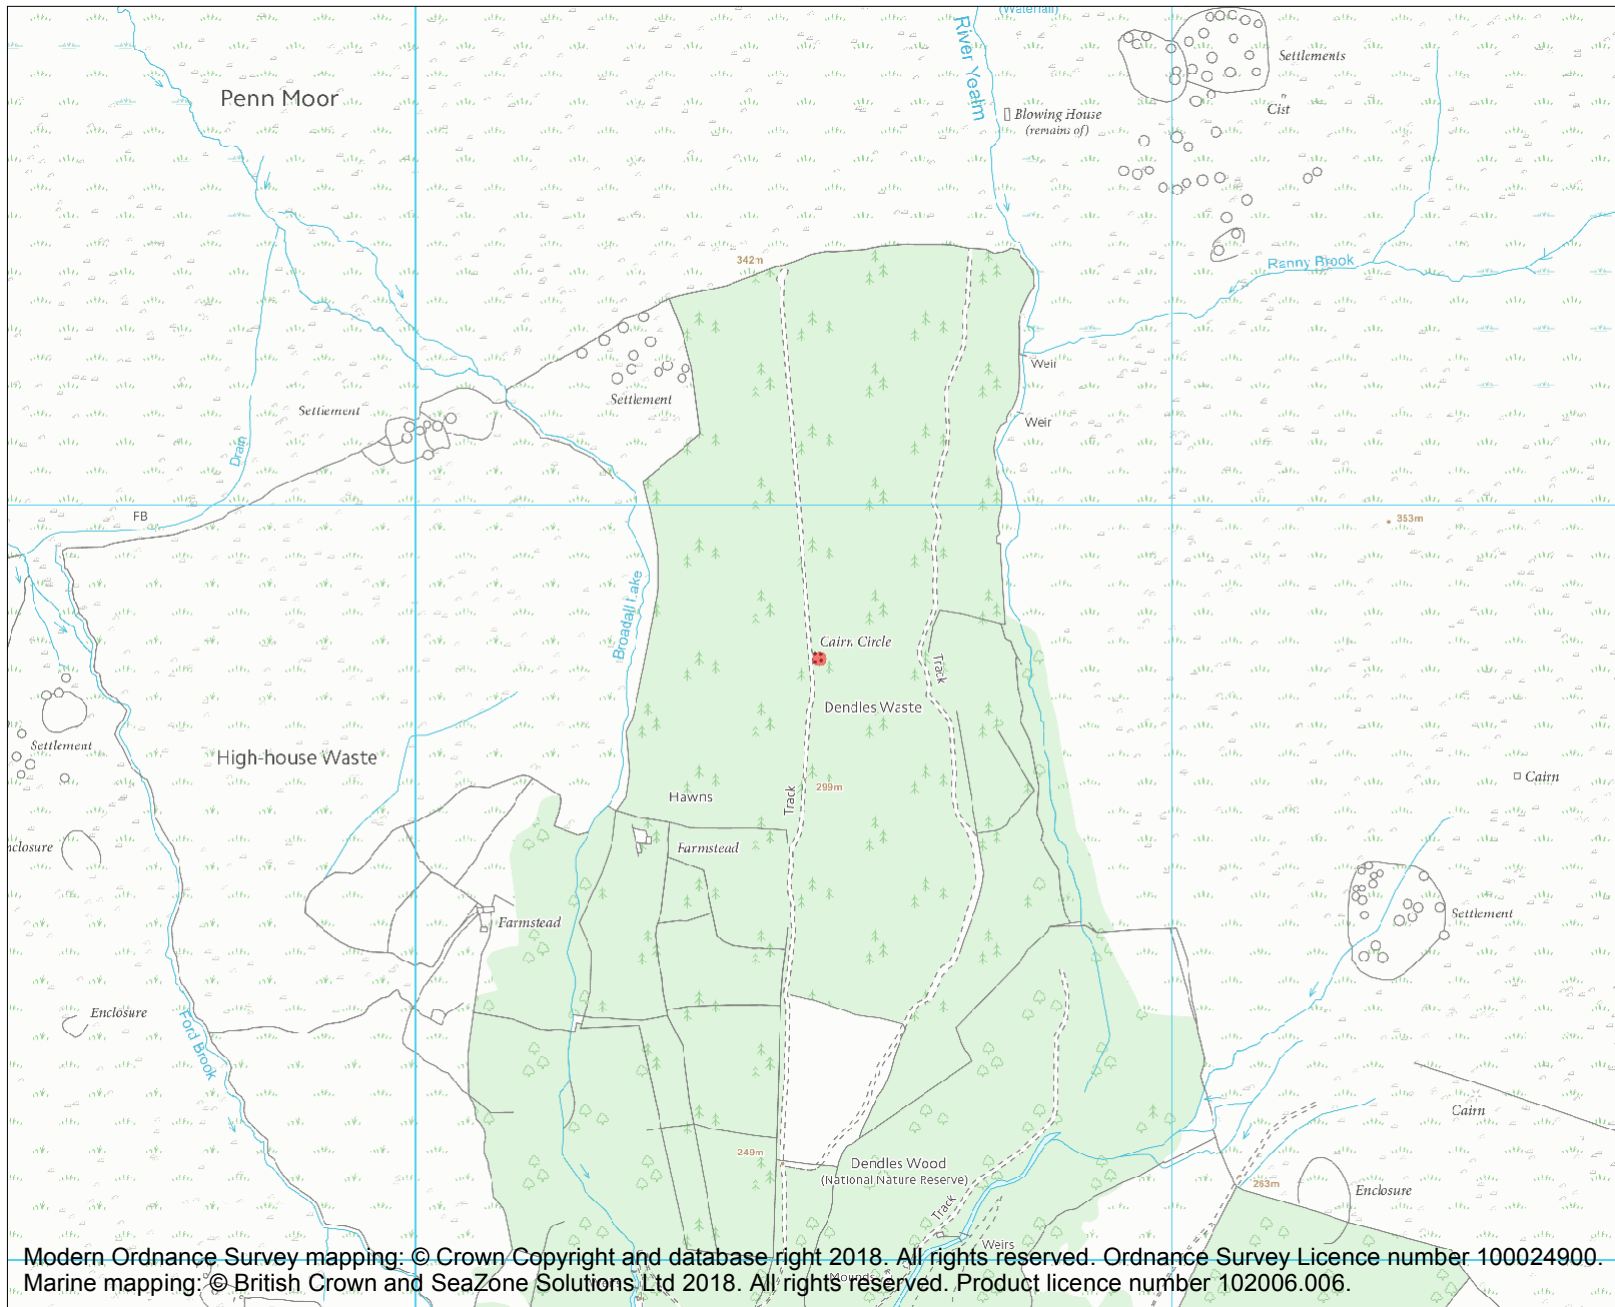 (Waterfall)
River Yealm
Settlements
Penn Moor
Cist
Blowing House
(remains of)
342m
Ranny Brook
Weir
Settlement
Settlement
Weir
Drain
FB
353m
Broadall Lake
Cairn Circle
Track
Dendles Waste
Settlement
High-house Waste
Cairn
299m
Hawns
Track
Farmstead
nclosure
Settlement
Farmstead
Enclosure
Ford Brook
Cairn
249m
Dendles Wood
(National Nature Reserve)
263m
Enclosure
Track
Weirs
Mounds
Modern Ordnance Survey mapping: © Crown Copyright and database right 2018. All rights reserved. Ordnance Survey Licence number 100024900.
Marine mapping: © British Crown and SeaZone Solutions Ltd 2018. All rights reserved. Product licence number 102006.006.